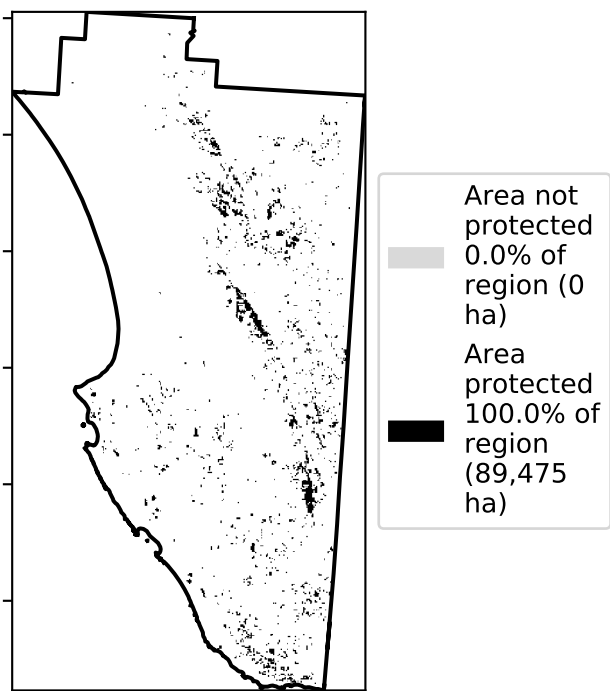 Area not
protected
0.0% of
region (0
ha)
Area
protected
100.0% of
region
(89,475
ha)